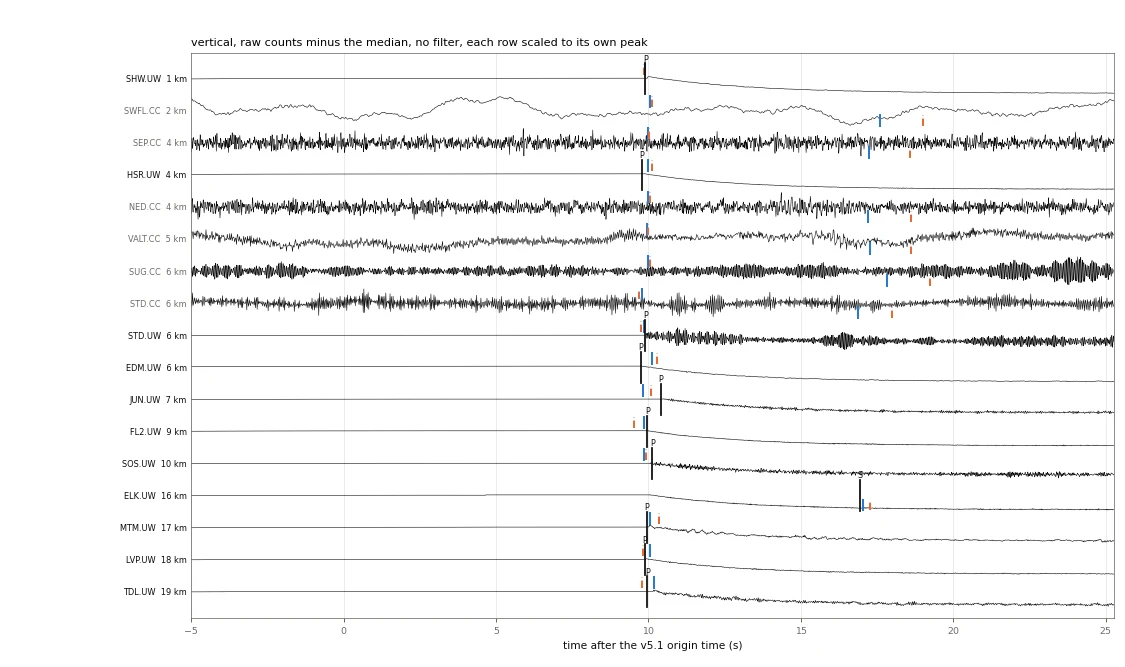 vertical, raw counts minus the median, no filter, each row scaled to its own peak
P
SHW.UW 1 km
SWFL.CC 2 km
SEP.CC 4 km
P
HSR.UW 4 km
NED.CC 4 km
VALT.CC 5 km
SUG.CC 6 km
STD.CC 6 km
P
STD.UW 6 km
P
EDM.UW 6 km
P
JUN.UW 7 km
P
FL2.UW 9 km
P
SOS.UW 10 km
S
ELK.UW 16 km
P
MTM.UW 17 km
P
LVP.UW 18 km
P
TDL.UW 19 km
−5 0 5 10 15 20 25
time after the v5.1 origin time (s)